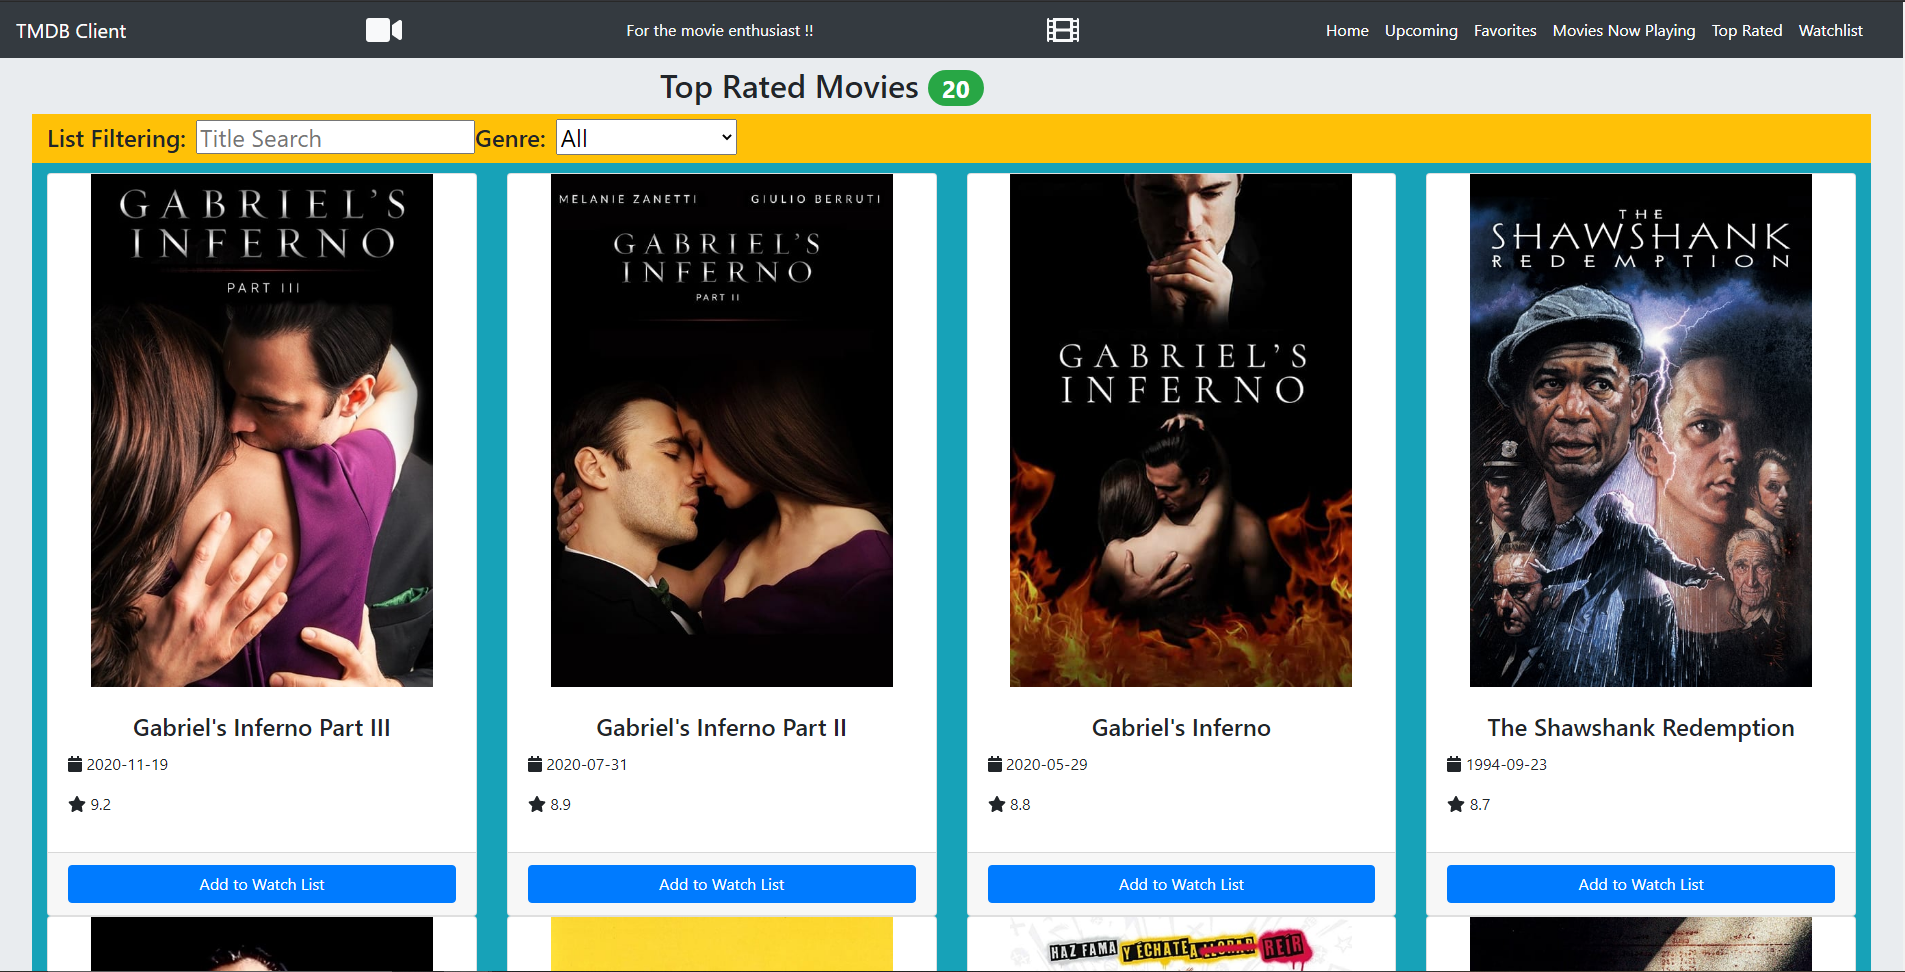 TMDB Client
For the movie enthusiast !!
Home Upcoming Favorites Movies Now Playing Top Rated Watchlist
Top Rated Movies 20
List Filtering: Title Search Genre: All
GABRIEL'S
INFERNO
PART III
MELANIE ZANETTI GIULIO BERRUTI
GABRIEL'S
INFERNO
PART II
GABRIEL'S
INFERNO
THE
SHAWSHANK
REDEMPTION
Gabriel's Inferno Part III
2020-11-19
9.2
Add to Watch List
Gabriel's Inferno Part II
2020-07-31
8.9
Add to Watch List
Gabriel's Inferno
2020-05-29
8.8
Add to Watch List
The Shawshank Redemption
1994-09-23
8.7
Add to Watch List
HAZ FAMA Y ÉCHATE A LLORAR REÍR